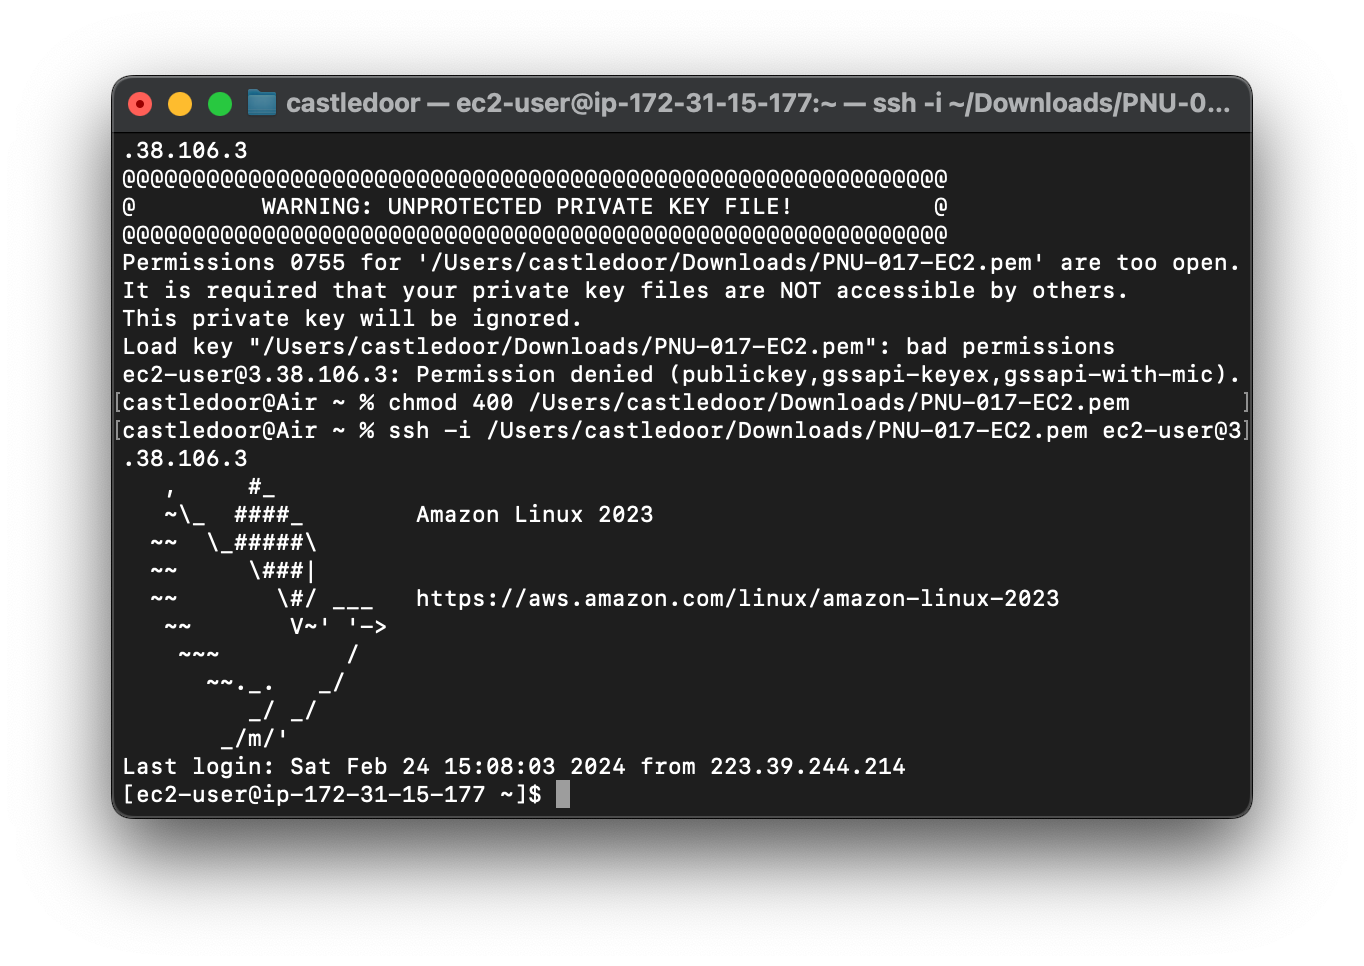 castledoor — ec2-user@ip-172-31-15-177:~ — ssh -i ~/Downloads/PNU-0...
.38.106.3
@@@@@@@@@@@@@@@@@@@@@@@@@@@@@@@@@@@@@@@@@@@@@@@@@@@@@@@@@@@
@         WARNING: UNPROTECTED PRIVATE KEY FILE!          @
@@@@@@@@@@@@@@@@@@@@@@@@@@@@@@@@@@@@@@@@@@@@@@@@@@@@@@@@@@@
Permissions 0755 for '/Users/castledoor/Downloads/PNU-017-EC2.pem' are too open.
It is required that your private key files are NOT accessible by others.
This private key will be ignored.
Load key "/Users/castledoor/Downloads/PNU-017-EC2.pem": bad permissions
ec2-user@3.38.106.3: Permission denied (publickey,gssapi-keyex,gssapi-with-mic).
[castledoor@Air ~ % chmod 400 /Users/castledoor/Downloads/PNU-017-EC2.pem        ]
[castledoor@Air ~ % ssh -i /Users/castledoor/Downloads/PNU-017-EC2.pem ec2-user@3]
.38.106.3
   ,     #_
   ~\_  ####_        Amazon Linux 2023
  ~~  \_#####\
  ~~     \###|
  ~~       \#/ ___   https://aws.amazon.com/linux/amazon-linux-2023
   ~~       V~' '->
    ~~~         /
      ~~._.   _/
         _/ _/
       _/m/'
Last login: Sat Feb 24 15:08:03 2024 from 223.39.244.214
[ec2-user@ip-172-31-15-177 ~]$